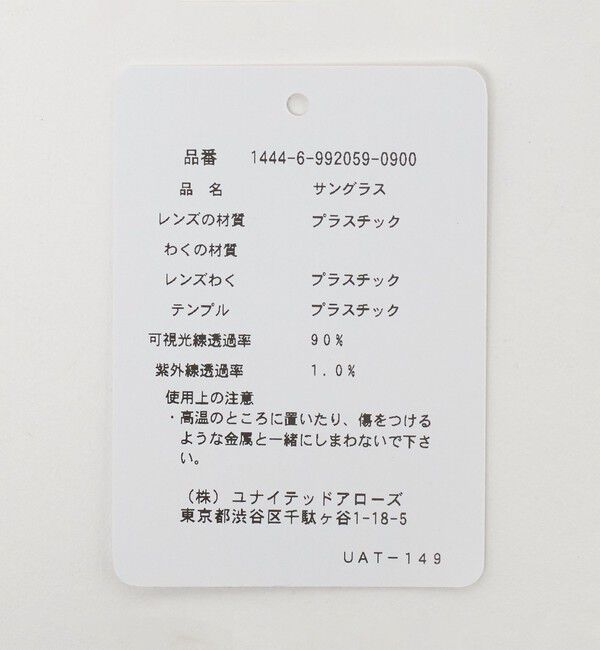 品番 1444-6-992059-0900
品 名 サングラス
レンズの材質 プラスチック
わくの材質
レンズわく プラスチック
テンプル プラスチック
可視光線透過率 90%
紫外線透過率 1.0%
使用上の注意
・高温のところに置いたり、傷をつける
ような金属と一緒にしまわないで下さ
い。
(株) ユナイテッドアローズ
東京都渋谷区千駄ヶ谷1-18-5
UAT-149